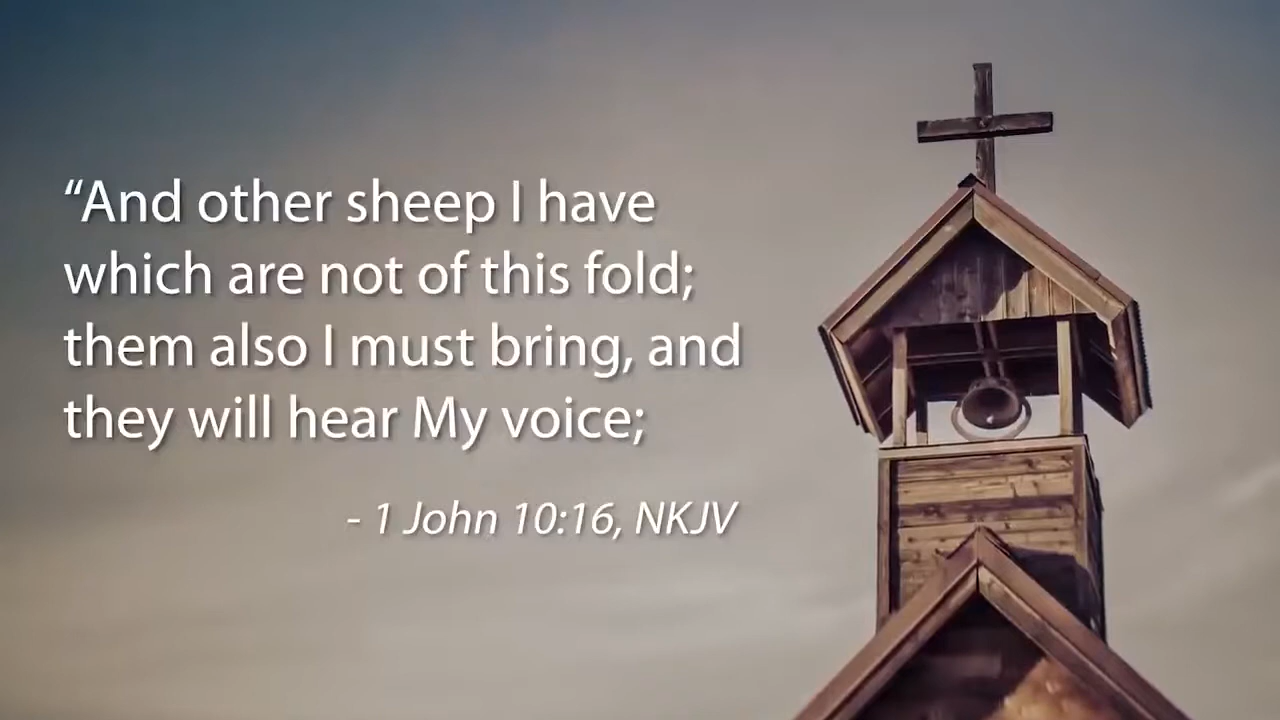 “And other sheep I have
which are not of this fold;
them also I must bring, and
they will hear My voice;
- 1 John 10:16, NKJV